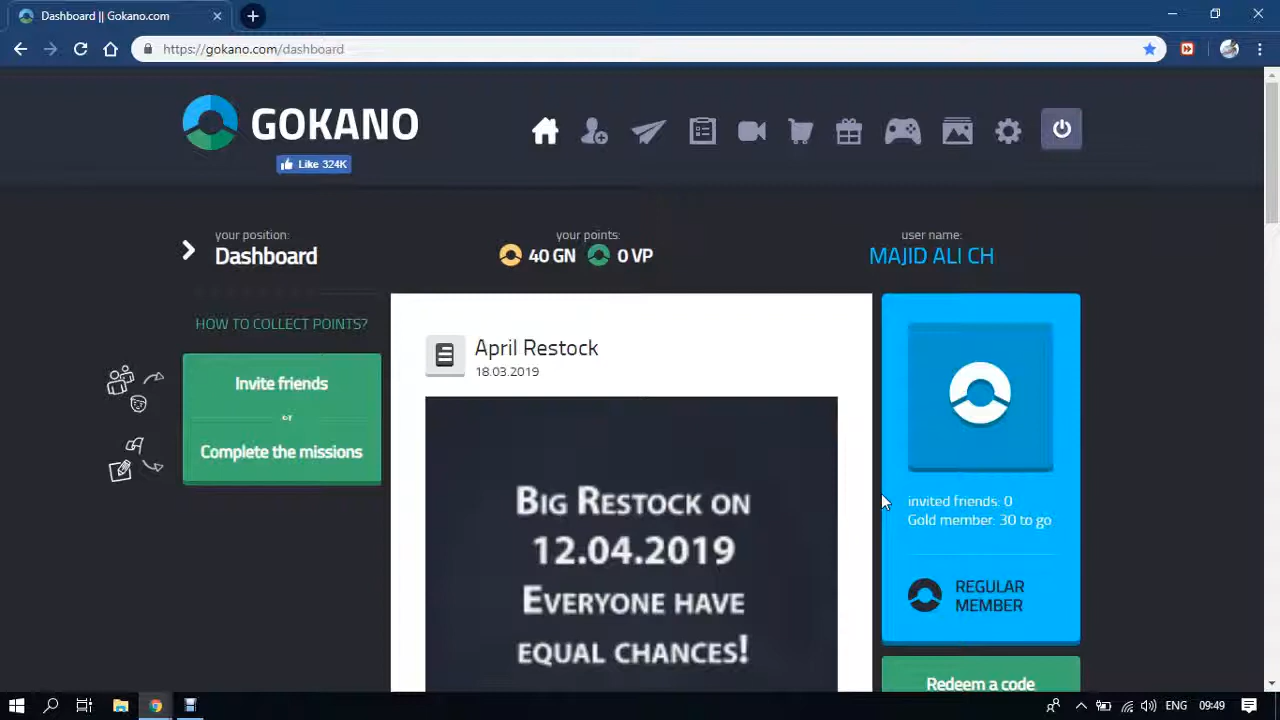 Dashboard || Gokano.com
https://gokano.com/dashboard
GOKANO
Like 324K
your position:
Dashboard
your points:
40 GN 0 VP
user name:
MAJID ALI CH
HOW TO COLLECT POINTS?
Invite friends
or
Complete the missions
April Restock
18.03.2019
BIG RESTOCK ON
12.04.2019
EVERYONE HAVE
EQUAL CHANCES!
invited friends: 0
Gold member: 30 to go
REGULAR
MEMBER
Redeem a code
ENG 09:49